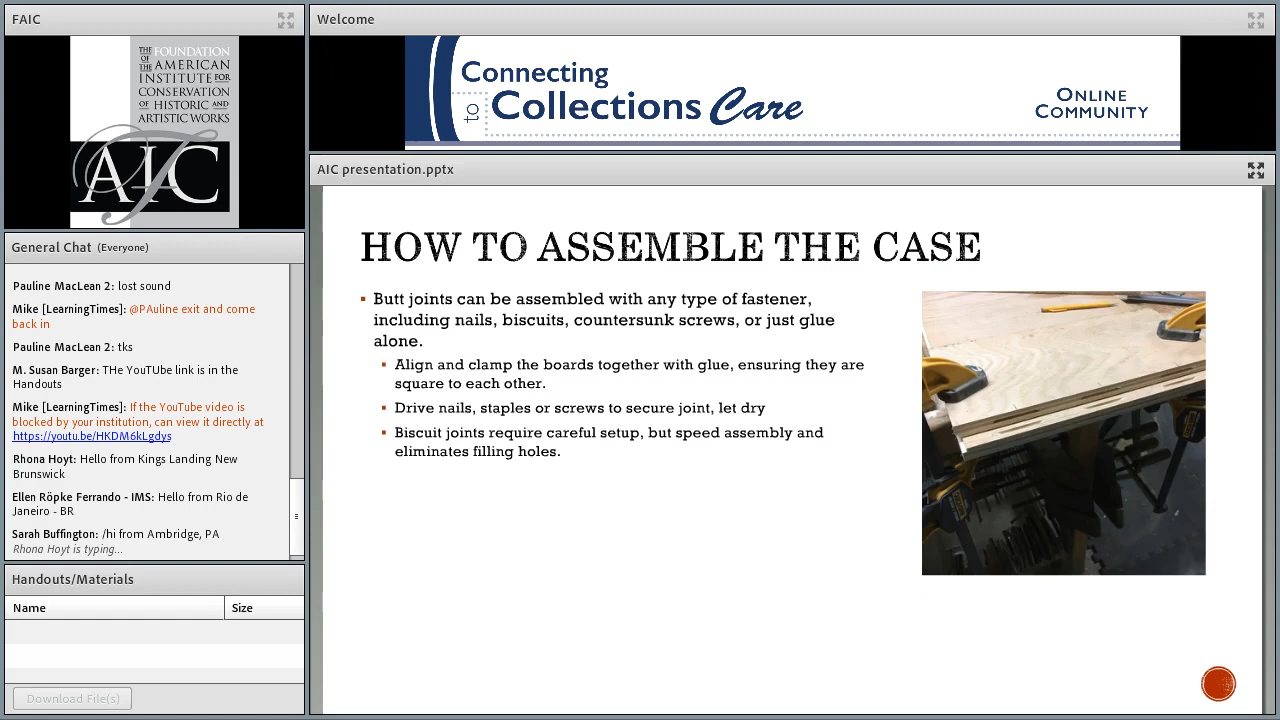 FAIC
THE FOUNDATION
OF THE AMERICAN
INSTITUTE FOR
CONSERVATION
OF HISTORIC AND
ARTISTIC WORKS
FAIC
Welcome
Connecting
to Collections Care
ONLINE
COMMUNITY
General Chat (Everyone)
Pauline MacLean 2: lost sound
Mike [LearningTimes]: @PAuline exit and come
back in
Pauline MacLean 2: tks
M. Susan Barger: THe YouTUbe link is in the
Handouts
Mike [LearningTimes]: If the YouTube video is
blocked by your institution, can view it directly at
https://youtu.be/HKDM6kLgdys
Rhona Hoyt: Hello from Kings Landing New
Brunswick
Ellen Röpke Ferrando - IMS: Hello from Rio de
Janeiro - BR
Sarah Buffington: /hi from Ambridge, PA
Rhona Hoyt is typing...
Handouts/Materials
Name Size
Download File(s)
AIC presentation.pptx
HOW TO ASSEMBLE THE CASE
▪ Butt joints can be assembled with any type of fastener,
including nails, biscuits, countersunk screws, or just glue
alone.
▪ Align and clamp the boards together with glue, ensuring they are
square to each other.
▪ Drive nails, staples or screws to secure joint, let dry
▪ Biscuit joints require careful setup, but speed assembly and
eliminates filling holes.